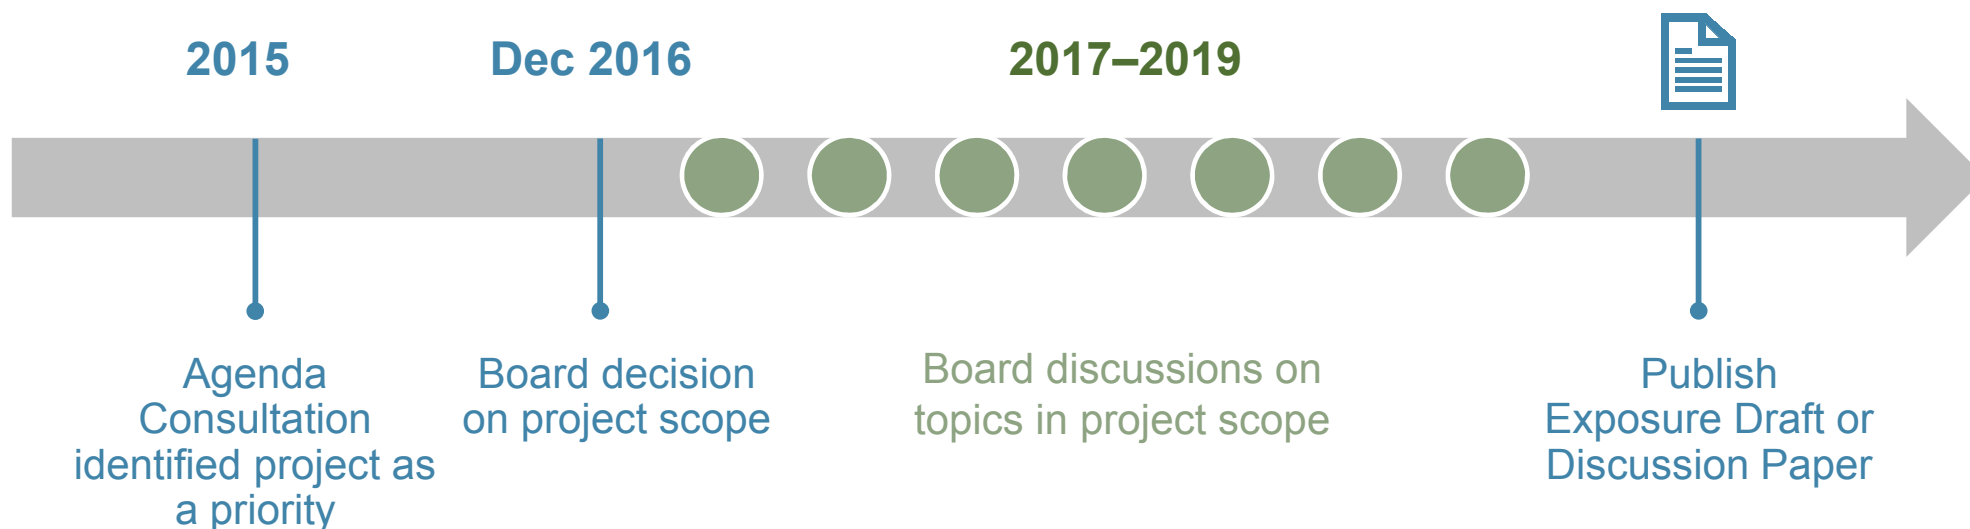 2015
Agenda
Consultation
identified project as
a priority
Dec 2016
Board decision
on project scope
2017–2019
Board discussions on
topics in project scope
Publish
Exposure Draft or
Discussion Paper